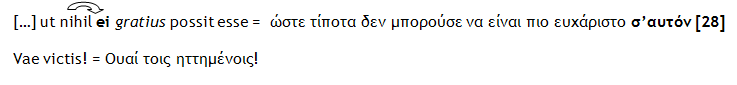 […] ut nihil ei gratius possit esse = ώστε τίποτα δεν μπορούσε να είναι πιο ευχάριστο σ’αυτόν [28]
Vae victis! = Ουαί τοις ηττημένοις!